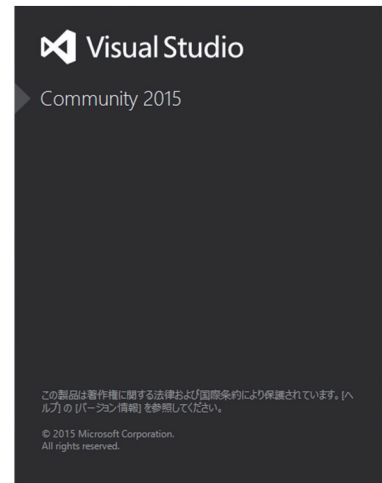 Visual Studio
Community 2015
この製品は著作権に関する法律および国際条約により保護されています。[ヘ
ルプ] の [バージョン情報] を参照してください。
© 2015 Microsoft Corporation.
All rights reserved.